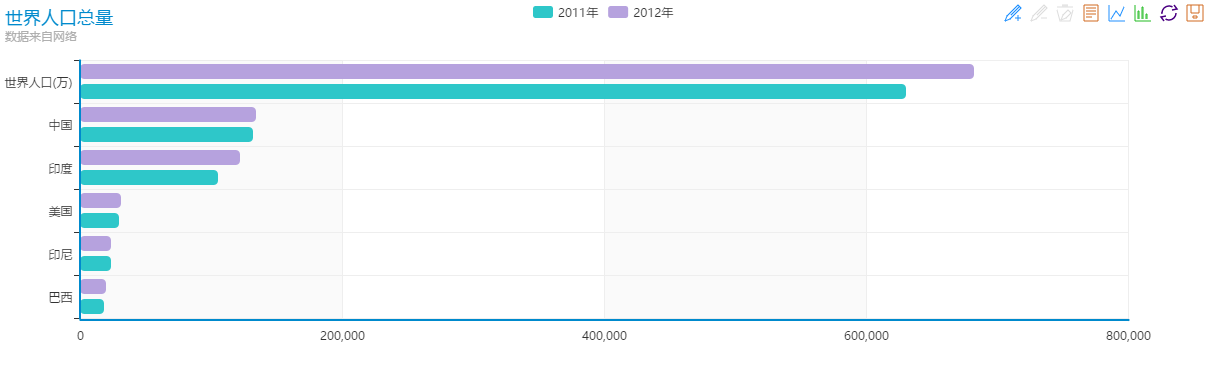 世界人口总量
数据来自网络
2011年 2012年
世界人口(万)
中国
印度
美国
印尼
巴西
0 200,000 400,000 600,000 800,000